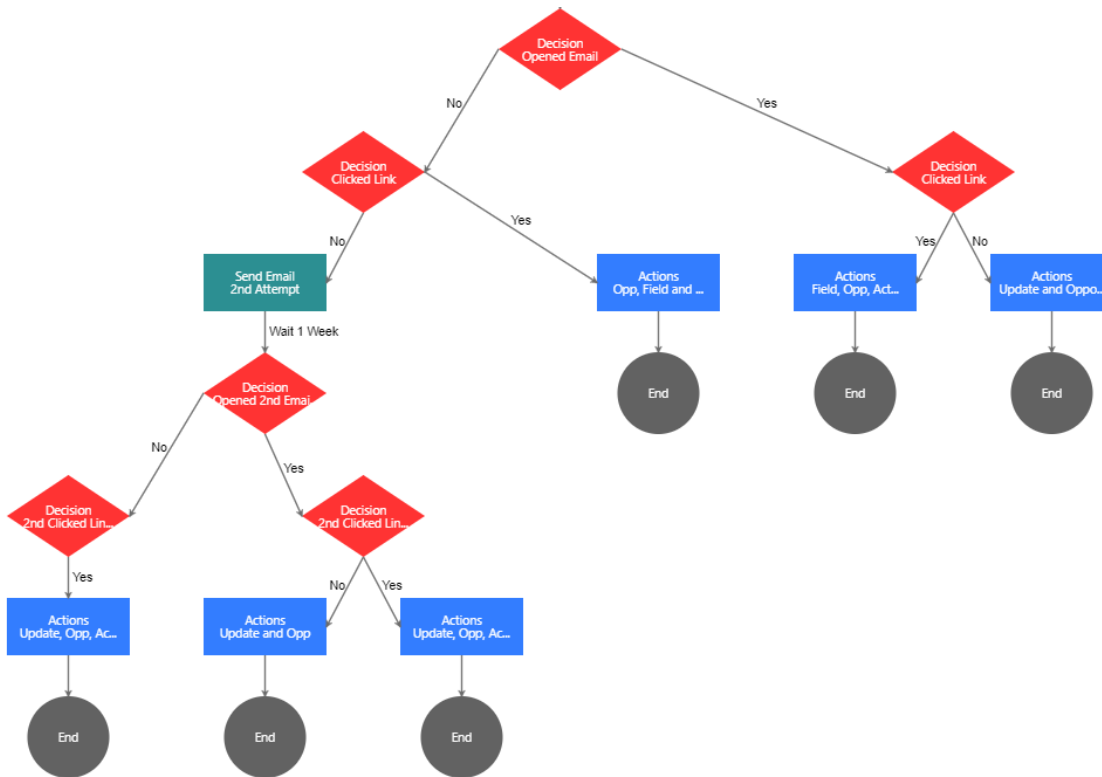 Decision
Opened Email
No
Yes
Decision
Clicked Link
Decision
Clicked Link
No
Yes
Yes
No
Send Email
2nd Attempt
Actions
Opp, Field and ...
Actions
Field, Opp, Act...
Actions
Update and Oppo...
Wait 1 Week
Decision
Opened 2nd Emai...
End
End
End
No
Yes
Decision
2nd Clicked Lin...
Decision
2nd Clicked Lin...
Yes
No
Yes
Actions
Update, Opp, Ac...
Actions
Update and Opp
Actions
Update, Opp, Ac...
End
End
End